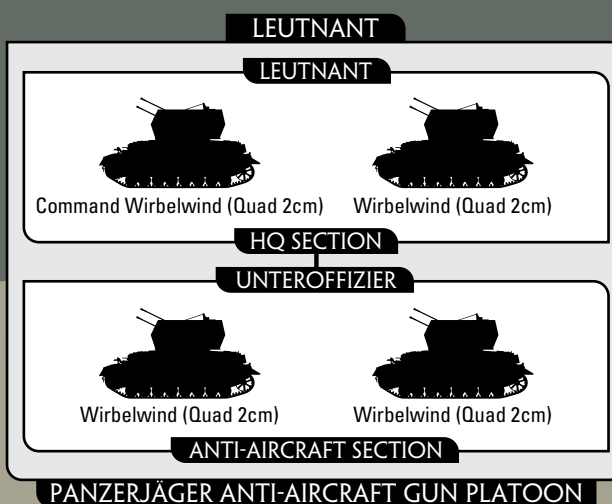 LEUTNANT
LEUTNANT
Command Wirbelwind (Quad 2cm) Wirbelwind (Quad 2cm)
HQ SECTION
UNTEROFFIZIER
Wirbelwind (Quad 2cm) Wirbelwind (Quad 2cm)
ANTI-AIRCRAFT SECTION
PANZERJÄGER ANTI-AIRCRAFT GUN PLATOON